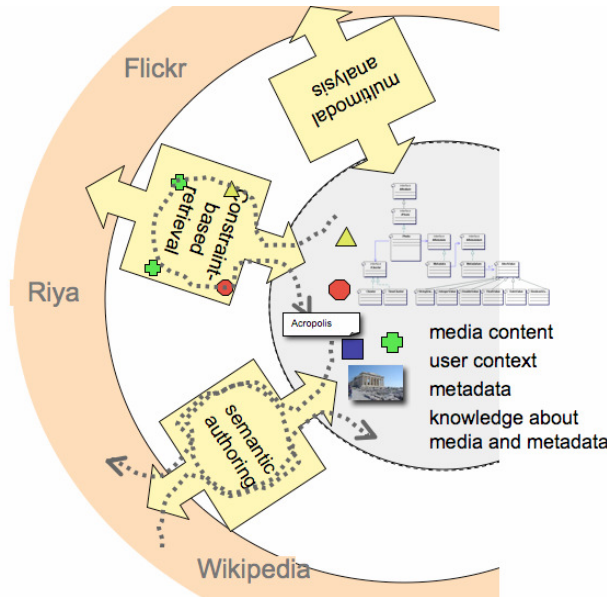 Flickr
multimodal
analysis
constraint-
based
retrieval
Riya
Acropolis
media content
user context
metadata
knowledge about
media and metadata
semantic
authoring
Wikipedia